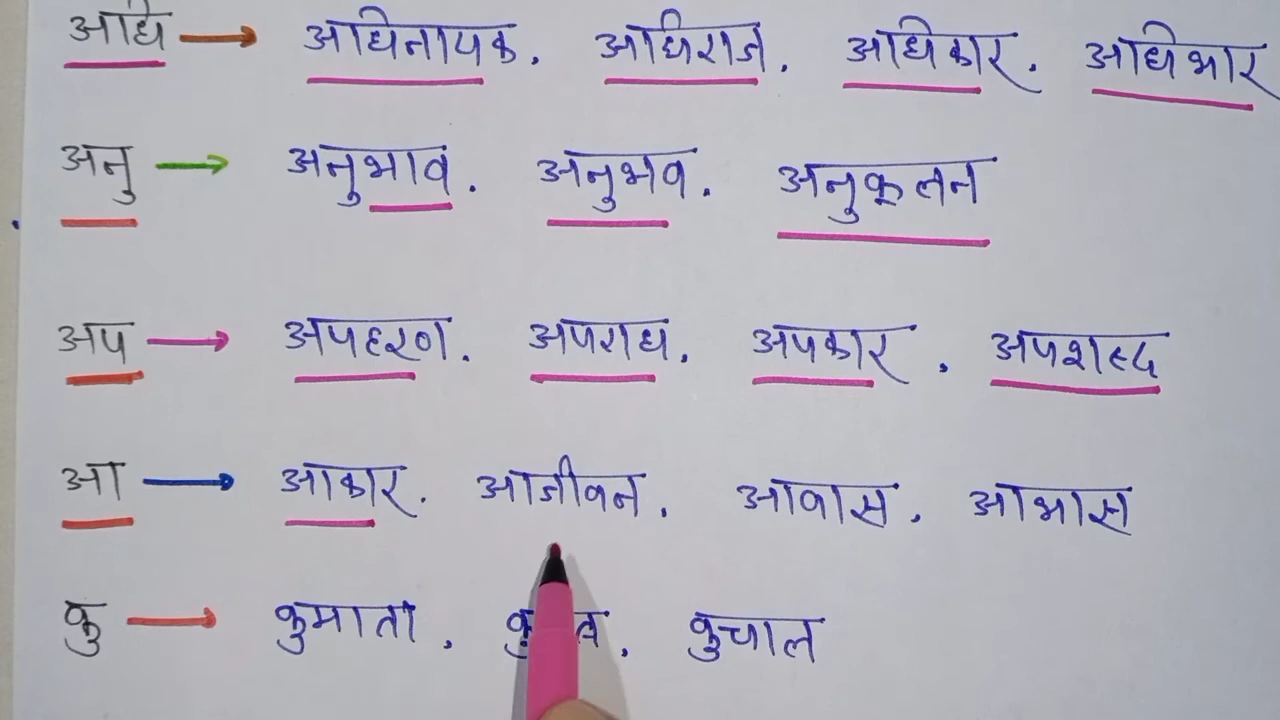 अधि → अधिनायक. अधिराज. अधिकार. अधिभार
अनु → अनुभाव. अनुभव. अनुकूलन
अप → अपहरण. अपराध. अपकार. अपशब्द
आ → आकार. आजीवन. आवास. आभास
कु → कुमाता. कुचाल